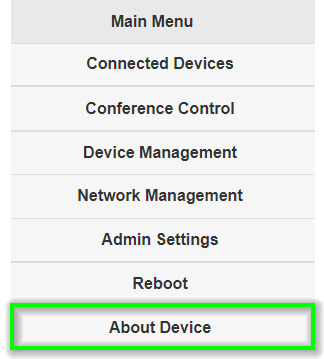 Main Menu
Connected Devices
Conference Control
Device Management
Network Management
Admin Settings
Reboot
About Device